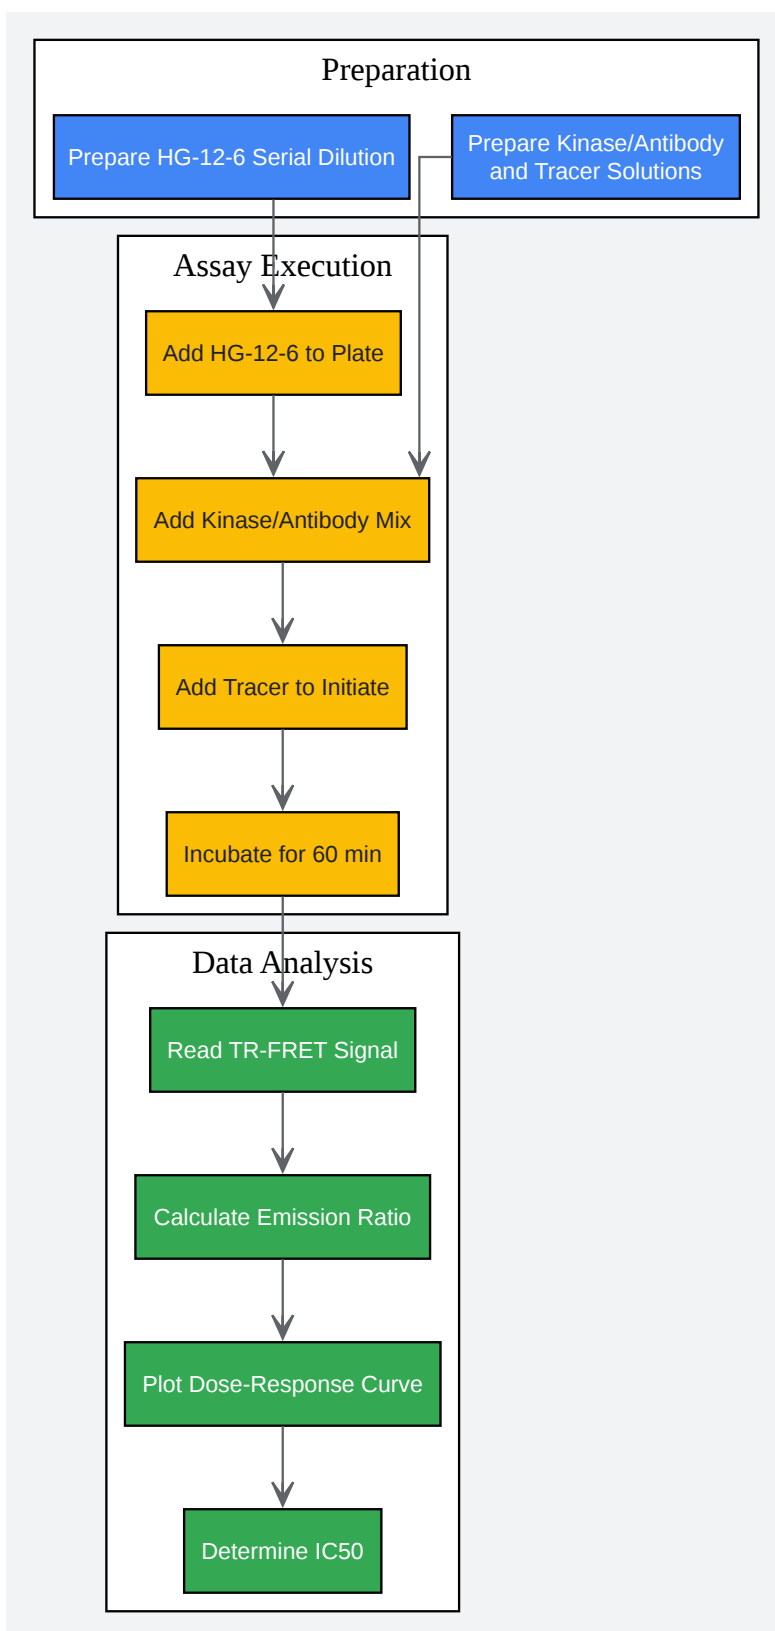 Preparation
Prepare HG-12-6 Serial Dilution
Prepare Kinase/Antibody
and Tracer Solutions
Assay Execution
Add HG-12-6 to Plate
Add Kinase/Antibody Mix
Add Tracer to Initiate
Incubate for 60 min
Data Analysis
Read TR-FRET Signal
Calculate Emission Ratio
Plot Dose-Response Curve
Determine IC50